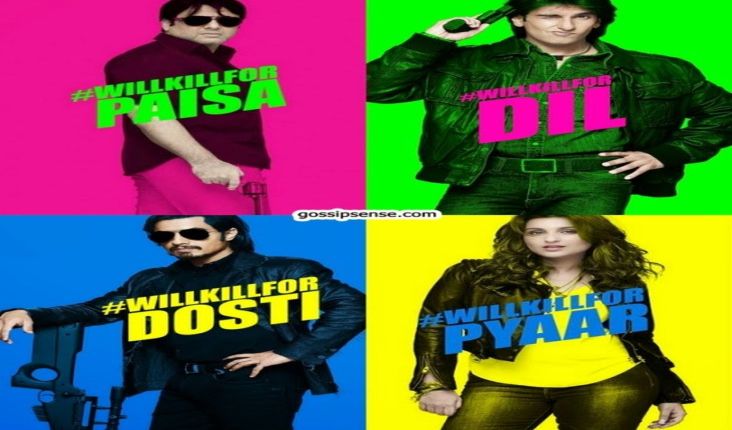 #WILLKILLFOR
PAISA
#WILLKILLFOR
DIL
gossipsense.com
#WILLKILLFOR
DOSTI
#WILLKILLFOR
PYAAR